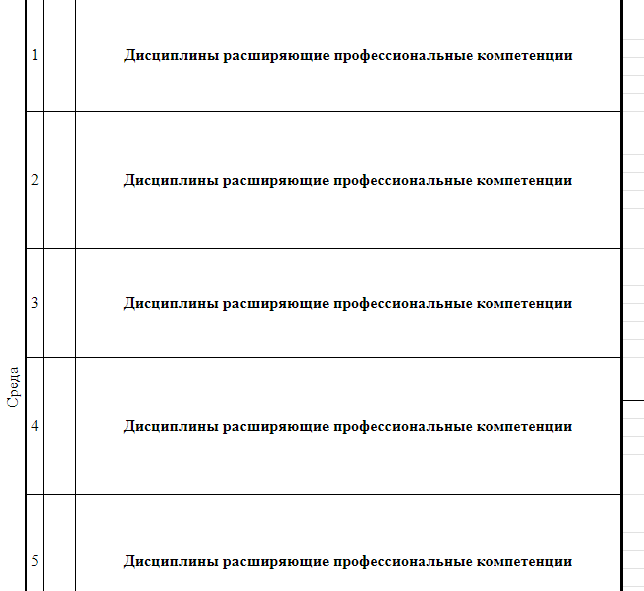 1 Дисциплины расширяющие профессиональные компетенции
2 Дисциплины расширяющие профессиональные компетенции
3 Дисциплины расширяющие профессиональные компетенции
Среда
4 Дисциплины расширяющие профессиональные компетенции
5 Дисциплины расширяющие профессиональные компетенции